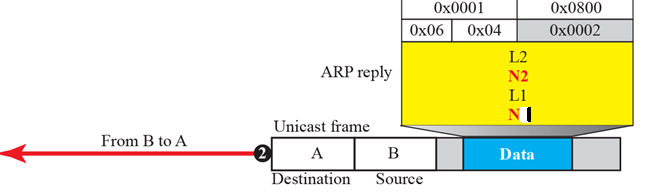 0x0001 0x0800
0x06 0x04 0x0002
ARP reply
L2
N2
L1
Unicast frame
From B to A
2 A B Data
Destination Source